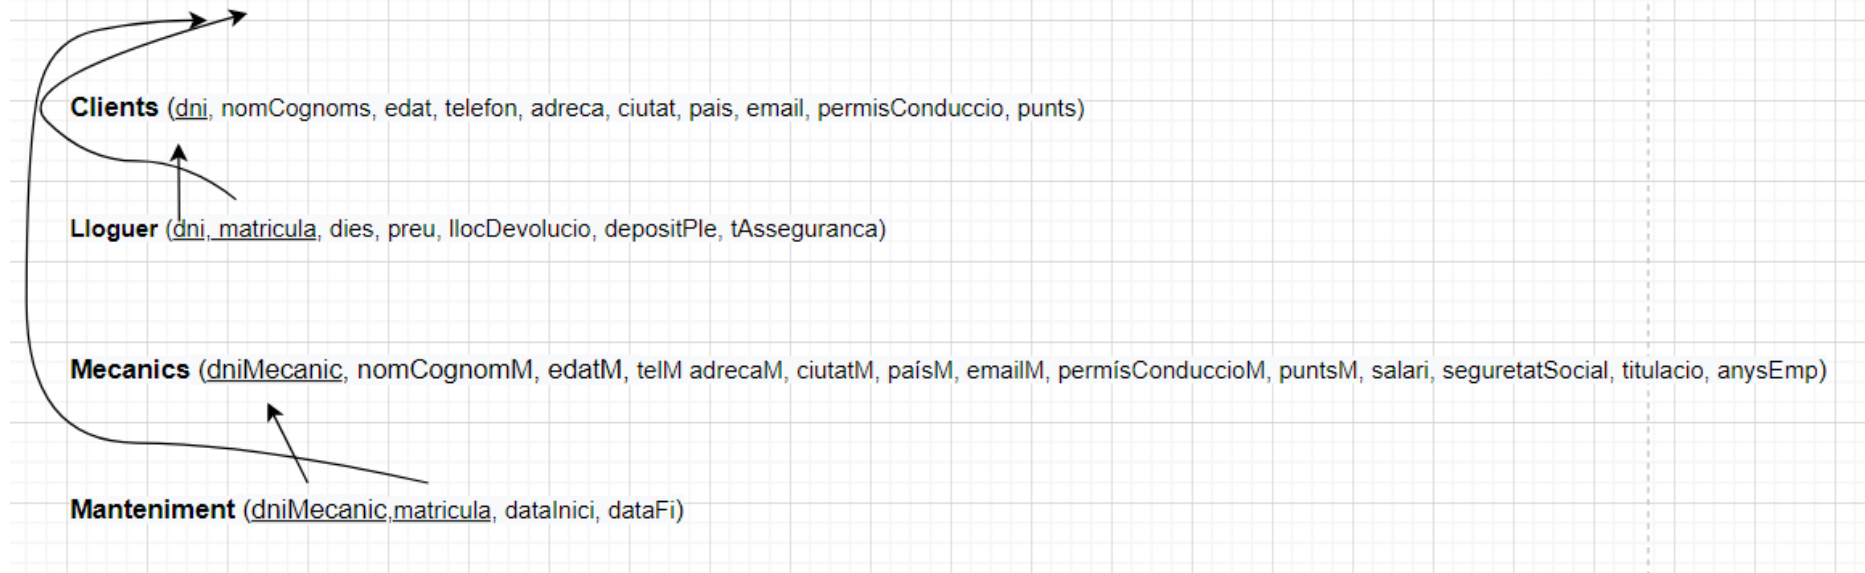 Clients (dni, nomCognoms, edat, telefon, adreca, ciutat, pais, email, permisConduccio, punts)
Lloguer (dni, matricula, dies, preu, llocDevolucio, depositPle, tAsseguranca)
Mecanics (dniMecanic, nomCognomM, edatM, telM adrecaM, ciutatM, païsM, emailM, permísConduccioM, puntsM, salari, seguretatSocial, titulacio, anysEmp)
Manteniment (dniMecanic,matricula, dataInici, dataFi)